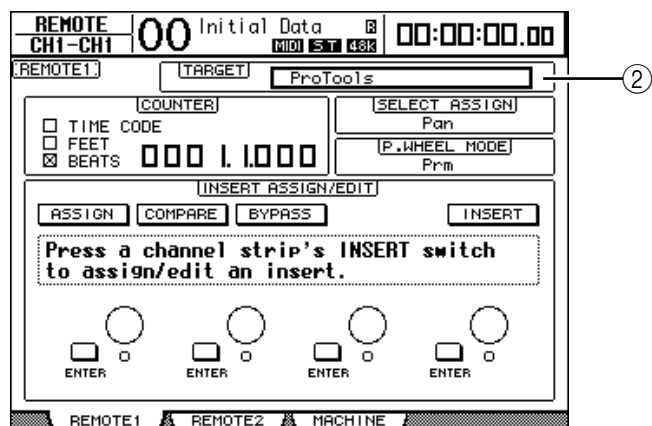 REMOTE
CH1-CH1
00
Initial Data
R
MIDI ST 48K
00:00:00.00
REMOTE1
TARGET
ProTools
②
COUNTER
TIME CODE
FEET
BEATS
000 1. 1.000
SELECT ASSIGN
Pan
P.WHEEL MODE
Prm
INSERT ASSIGN/EDIT
ASSIGN
COMPARE
BYPASS
INSERT
Press a channel strip's INSERT switch
to assign/edit an insert.
ENTER
ENTER
ENTER
ENTER
REMOTE1
REMOTE2
MACHINE